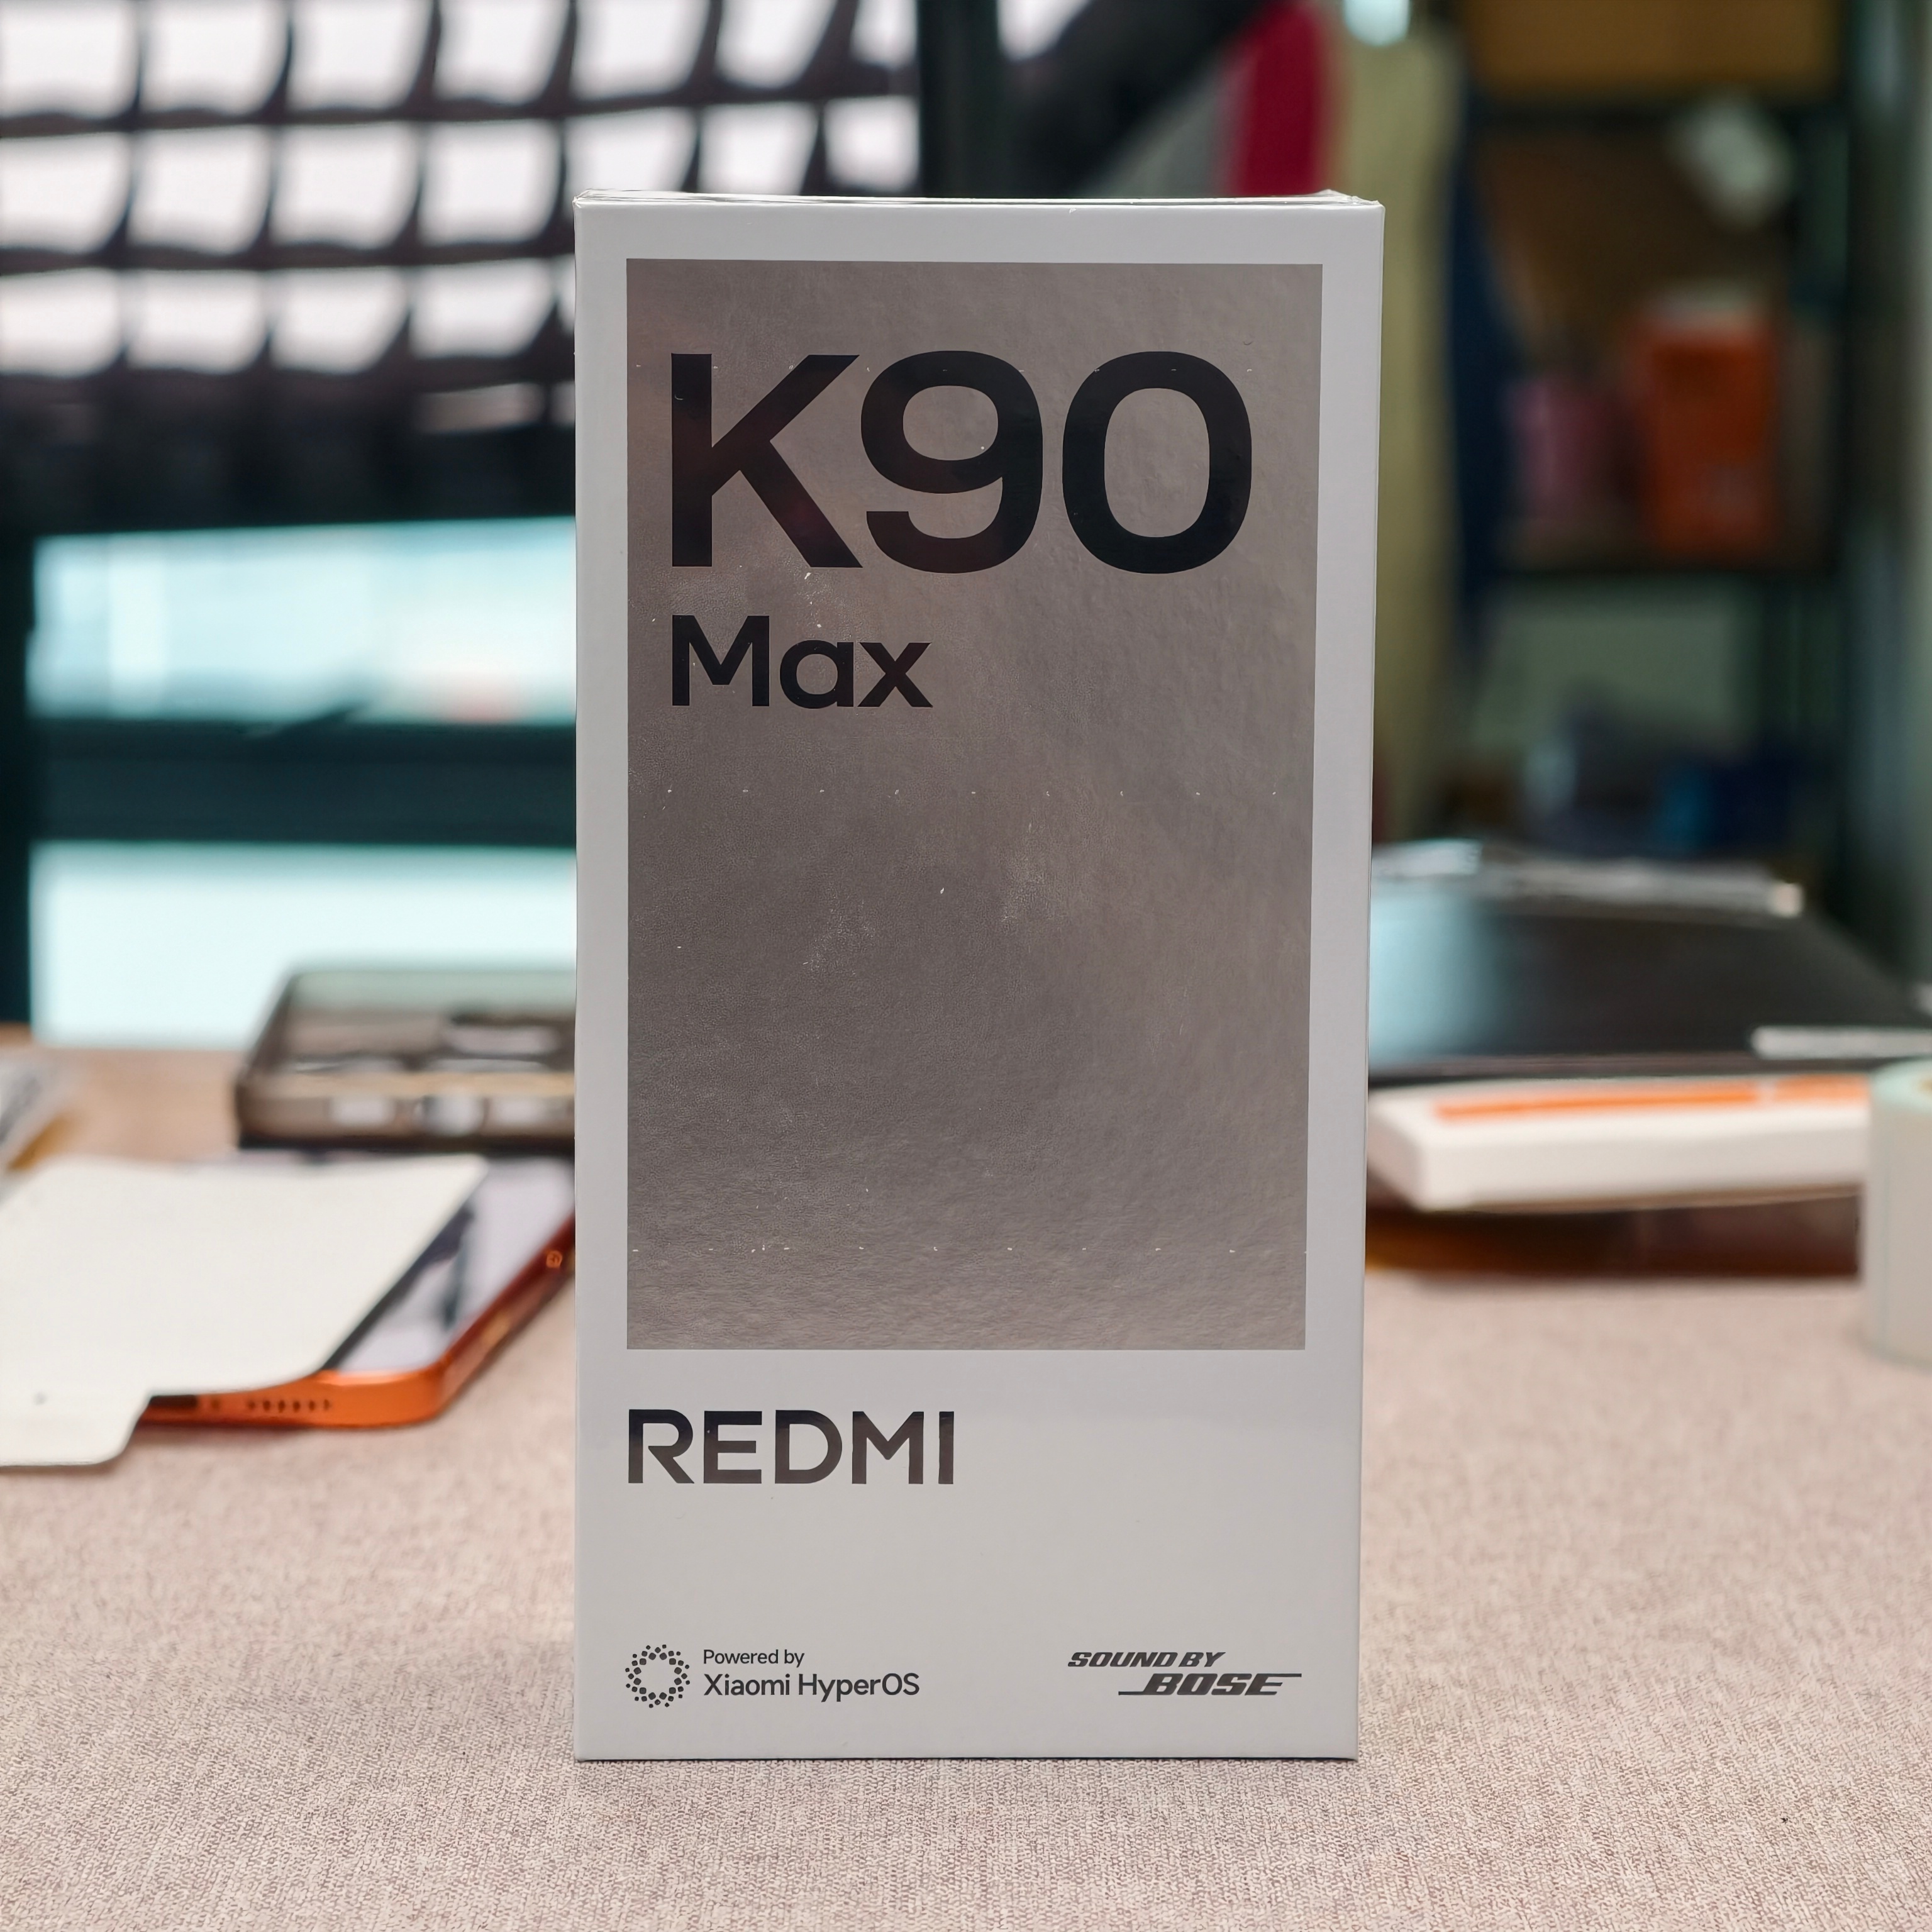 K90
Max
REDMI
Powered by
Xiaomi HyperOS
SOUND BY
BOSE